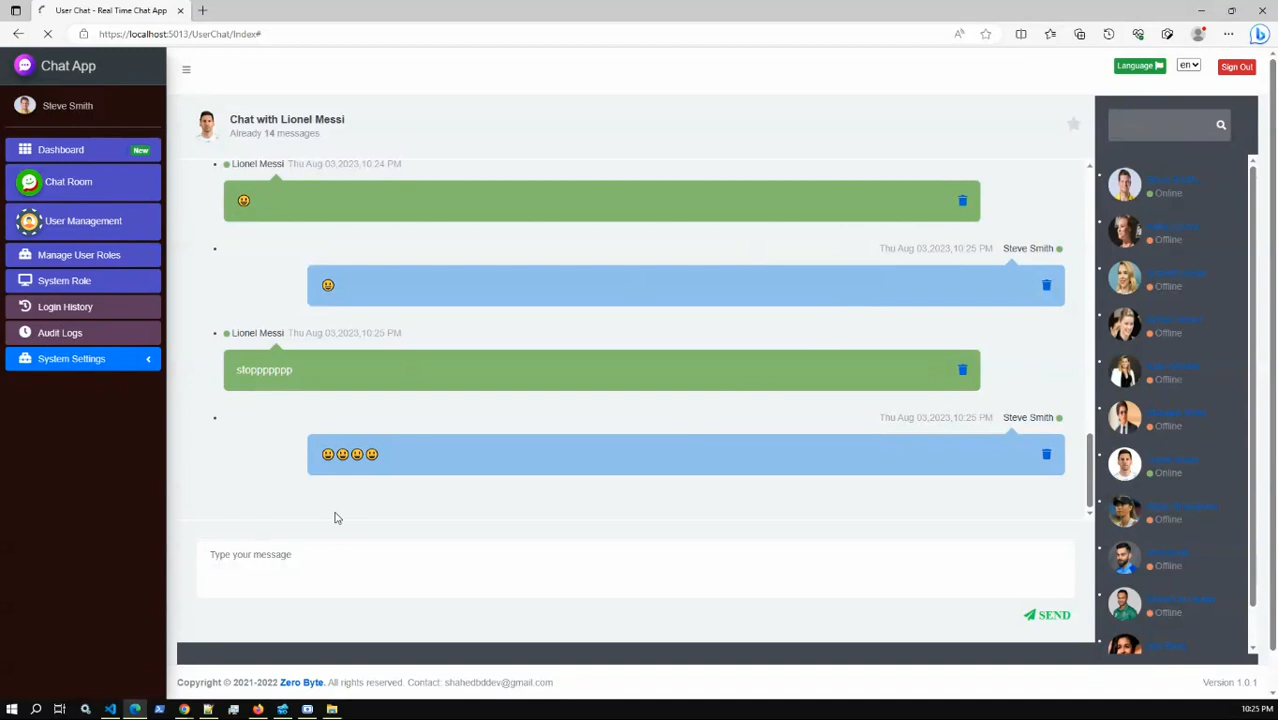 User Chat - Real Time Chat App
https://localhost:5013/UserChat/Index#
Chat App
Steve Smith
Dashboard
New
Chat Room
User Management
Manage User Roles
System Role
Login History
Audit Logs
System Settings
Language
en
Sign Out
Chat with Lionel Messi
Already 14 messages
Lionel Messi Thu Aug 03,2023,10:24 PM
Thu Aug 03,2023,10:25 PM Steve Smith
Lionel Messi Thu Aug 03,2023,10:25 PM
stoppppppp
Thu Aug 03,2023,10:25 PM Steve Smith
Type your message
SEND
Online
Offline
Offline
Offline
Offline
Offline
Online
Offline
Offline
Offline
Copyright © 2021-2022 Zero Byte. All rights reserved. Contact: shahedbddev@gmail.com
Version 1.0.1
10:25 PM